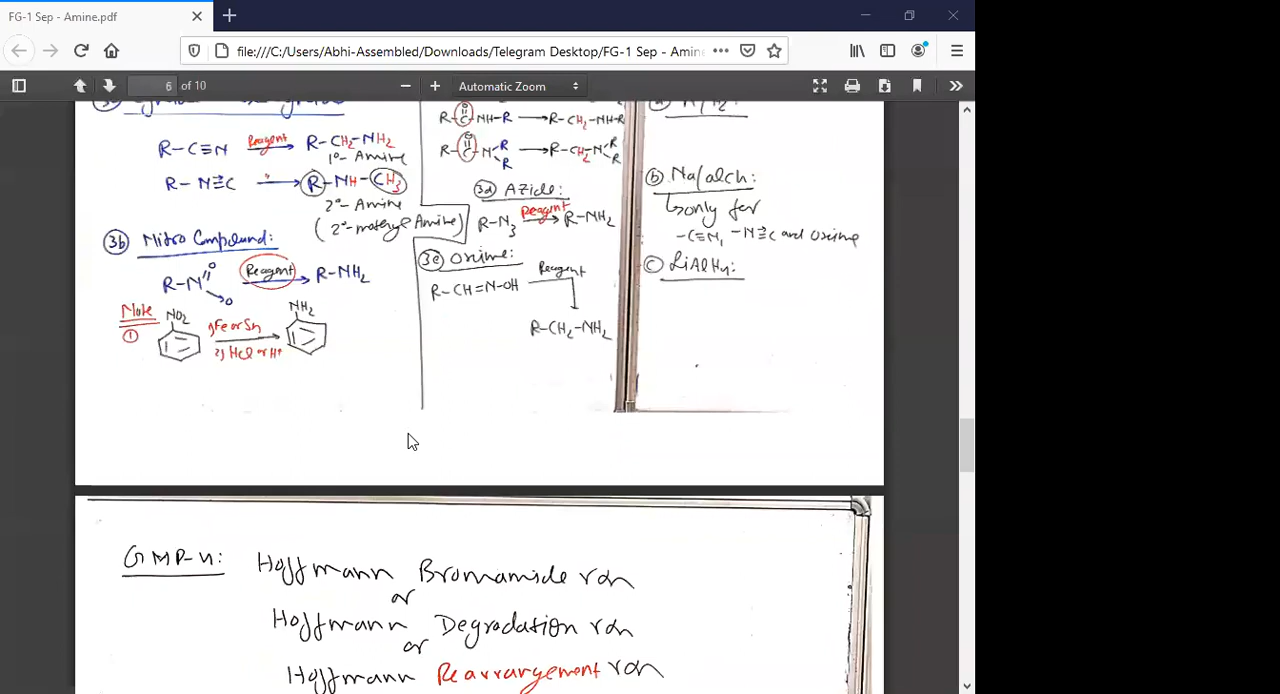 FG-1 Sep - Amine.pdf
file:///C:/Users/Abhi-Assembled/Downloads/Telegram Desktop/FG-1 Sep - Amine
6 of 10
Automatic Zoom
R-C≡N Reagent R-CH2-NH2
1°-Amine
R-N≡C R-NH-CH3
2°-Amine
(2°-methyl Amine)
3b Nitro Compound:
R-N O O Reagent R-NH2
Note
① NO2 1) Fe or Sn NH2
2) HCl or H+
R-C-NH-R → R-CH2-NH-R
O
R-C-N R R → R-CH2-N R R
3d Azide:
R-N3 Reagent R-NH2
3e Oxime:
R-CH=N-OH Reagent
R-CH2-NH2
b Na/alch:
↳only for
-C≡N, -N≡C and oxime
c LiAlH4:
GMP-4: Hoffmann Bromamide rxn
or
Hoffmann Degradation rxn
or
Hoffmann Rearrangement rxn